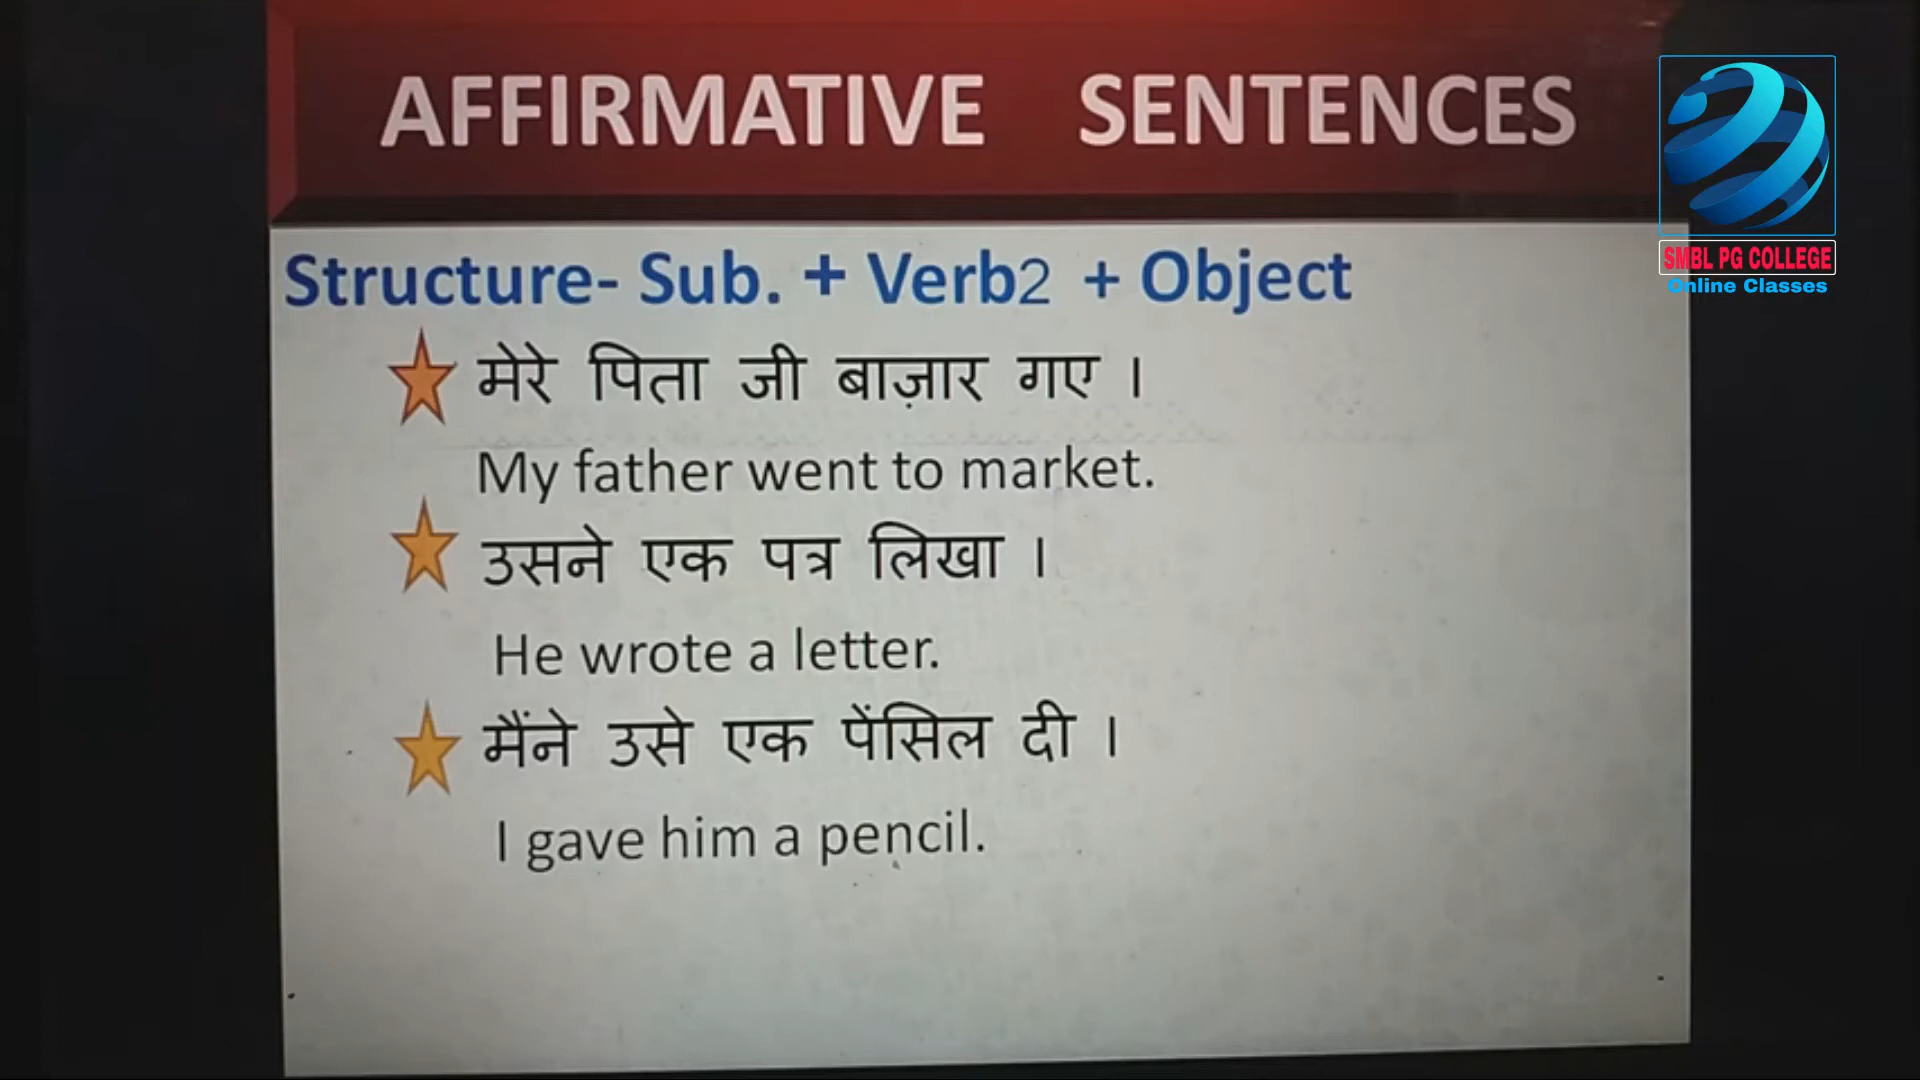 AFFIRMATIVE SENTENCES
SMBL PG COLLEGE
Online Classes
Structure- Sub. + Verb2 + Object
मेरे पिता जी बाज़ार गए ।
My father went to market.
उसने एक पत्र लिखा ।
He wrote a letter.
मैंने उसे एक पेंसिल दी ।
I gave him a pencil.